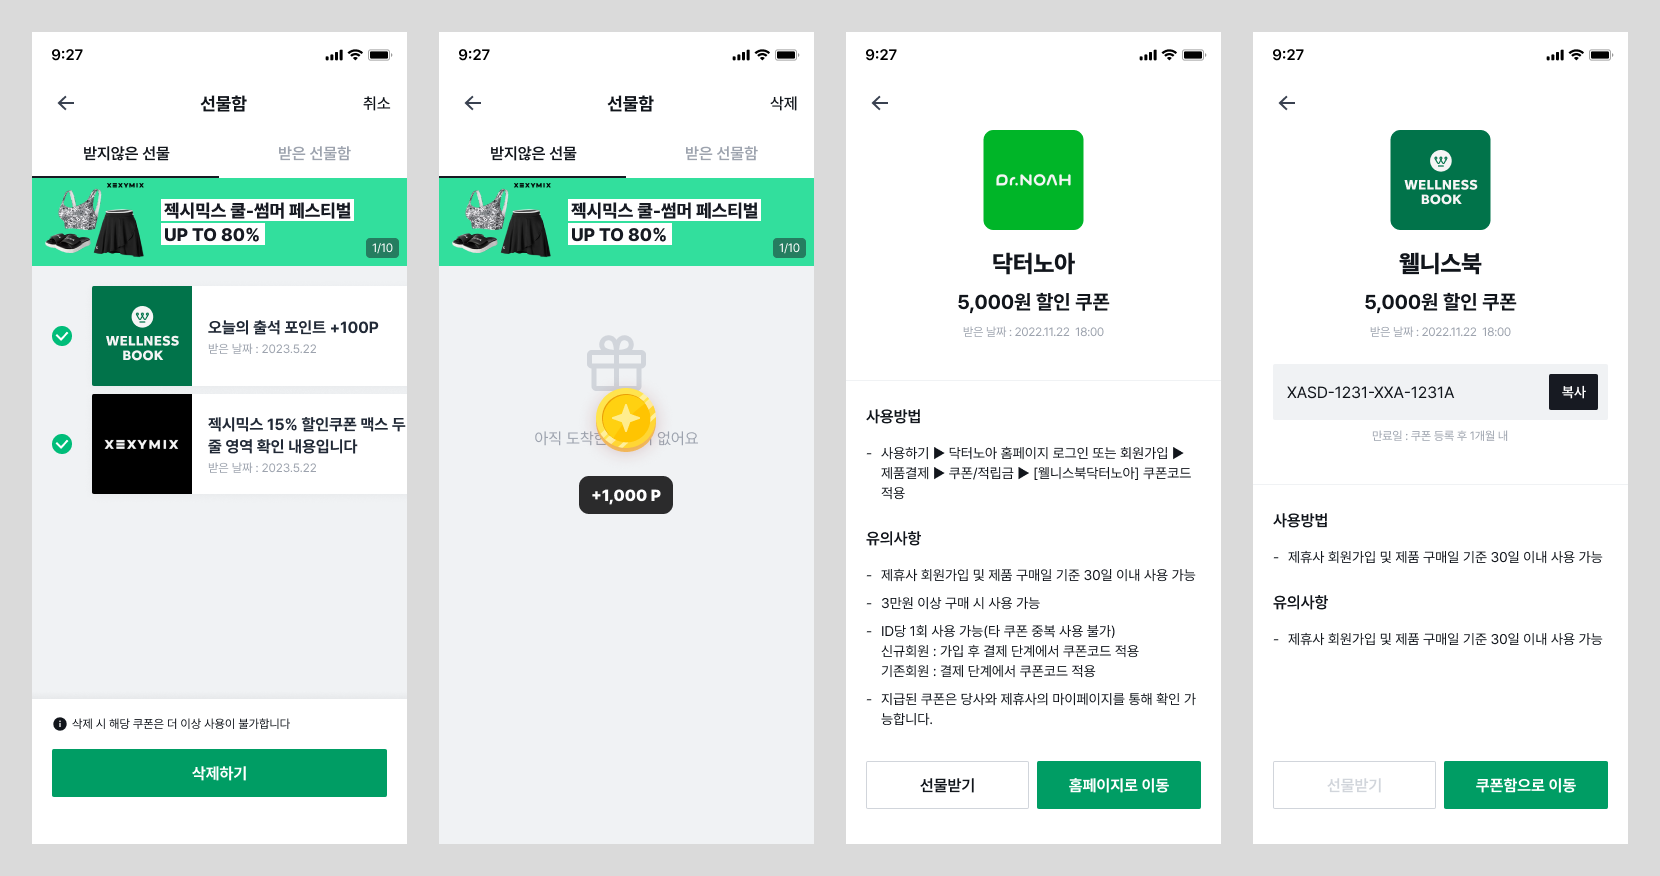 9:27
선물함
취소
받지않은 선물
받은 선물함
XEXYMIX
젝시믹스 쿨-썸머 페스티벌
UP TO 80%
1/10
WELLNESS
BOOK
오늘의 출석 포인트 +100P
받은 날짜 : 2023.5.22
XEXYMIX
젝시믹스 15% 할인쿠폰 맥스 두
줄 영역 확인 내용입니다
받은 날짜 : 2023.5.22
삭제 시 해당 쿠폰은 더 이상 사용이 불가합니다
삭제하기
9:27
선물함
삭제
받지않은 선물
받은 선물함
XEXYMIX
젝시믹스 쿨-썸머 페스티벌
UP TO 80%
1/10
아직 도착한 없어요
+1,000 P
9:27
Dr.NOAH
닥터노아
5,000원 할인 쿠폰
받은 날짜 : 2022.11.22 18:00
사용방법
- 사용하기 ▶ 닥터노아 홈페이지 로그인 또는 회원가입 ▶
제품결제 ▶ 쿠폰/적립금 ▶ [웰니스북닥터노아] 쿠폰코드
적용
유의사항
- 제휴사 회원가입 및 제품 구매일 기준 30일 이내 사용 가능
- 3만원 이상 구매 시 사용 가능
- ID당 1회 사용 가능(타 쿠폰 중복 사용 불가)
신규회원 : 가입 후 결제 단계에서 쿠폰코드 적용
기존회원 : 결제 단계에서 쿠폰코드 적용
- 지급된 쿠폰은 당사와 제휴사의 마이페이지를 통해 확인 가
능합니다.
선물받기
홈페이지로 이동
9:27
WELLNESS
BOOK
웰니스북
5,000원 할인 쿠폰
받은 날짜 : 2022.11.22 18:00
XASD-1231-XXA-1231A
복사
만료일 : 쿠폰 등록 후 1개월 내
사용방법
- 제휴사 회원가입 및 제품 구매일 기준 30일 이내 사용 가능
유의사항
- 제휴사 회원가입 및 제품 구매일 기준 30일 이내 사용 가능
선물받기
쿠폰함으로 이동